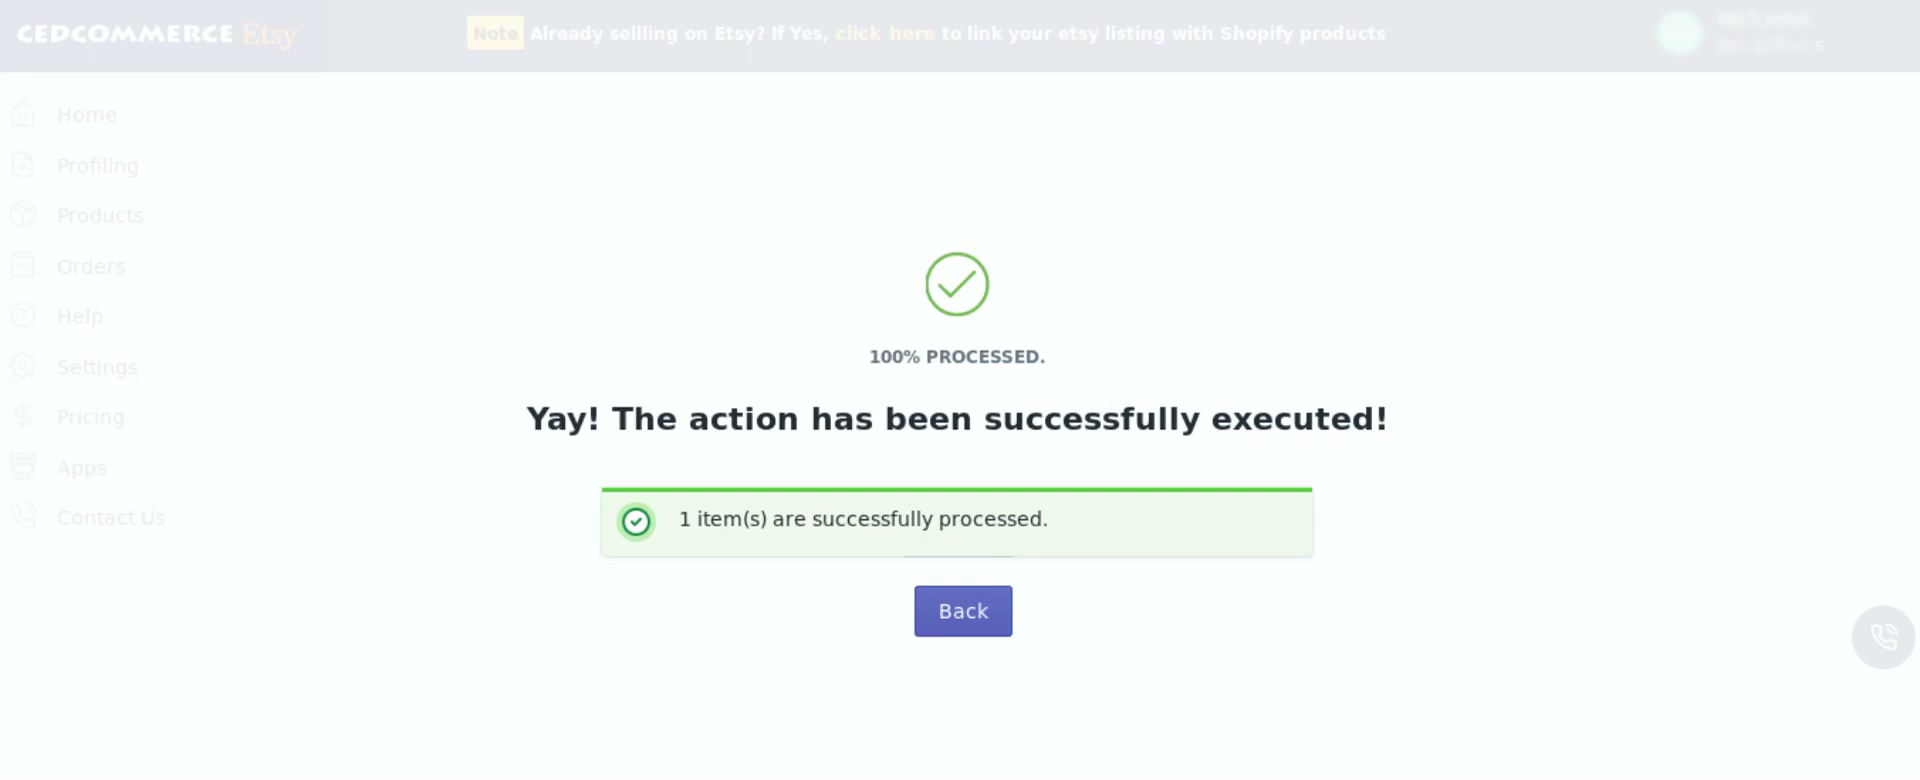 CEDCOMMERCE Etsy
Note Already sellling on Etsy? If Yes, click here to link your etsy listing with Shopify products
Home
Profiling
Products
Orders
Help
Settings
Pricing
Apps
Contact Us
100% PROCESSED.
Yay! The action has been successfully executed!
1 item(s) are successfully processed.
Back